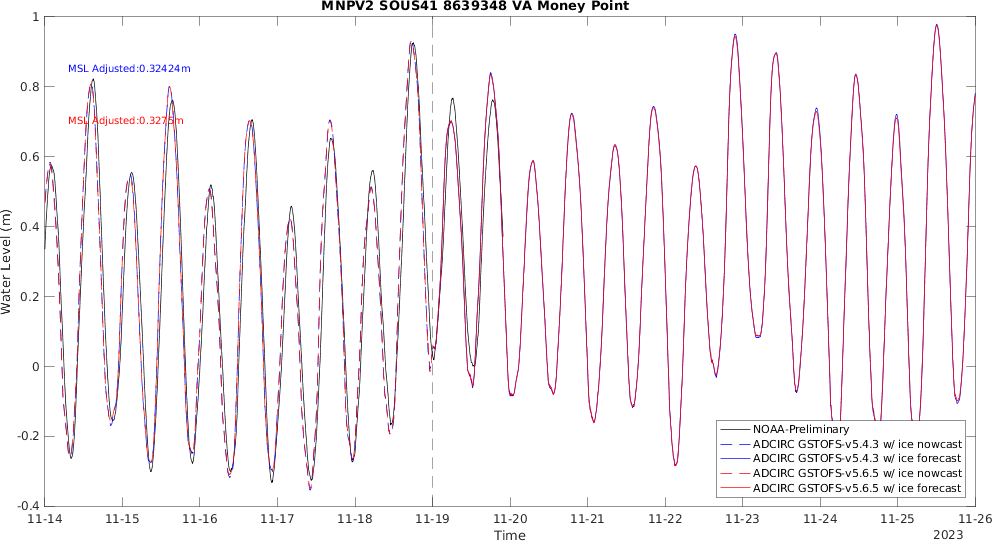 MNPV2 SOUS41 8639348 VA Money Point
MSL Adjusted:0.32424m
MSL Adjusted:0.3275m
Water Level (m)
1
0.8
0.6
0.4
0.2
0
-0.2
-0.4
NOAA-Preliminary
ADCIRC GSTOFS-v5.4.3 w/ ice nowcast
ADCIRC GSTOFS-v5.4.3 w/ ice forecast
ADCIRC GSTOFS-v5.6.5 w/ ice nowcast
ADCIRC GSTOFS-v5.6.5 w/ ice forecast
11-14 11-15 11-16 11-17 11-18 11-19 11-20 11-21 11-22 11-23 11-24 11-25 11-26
Time
2023